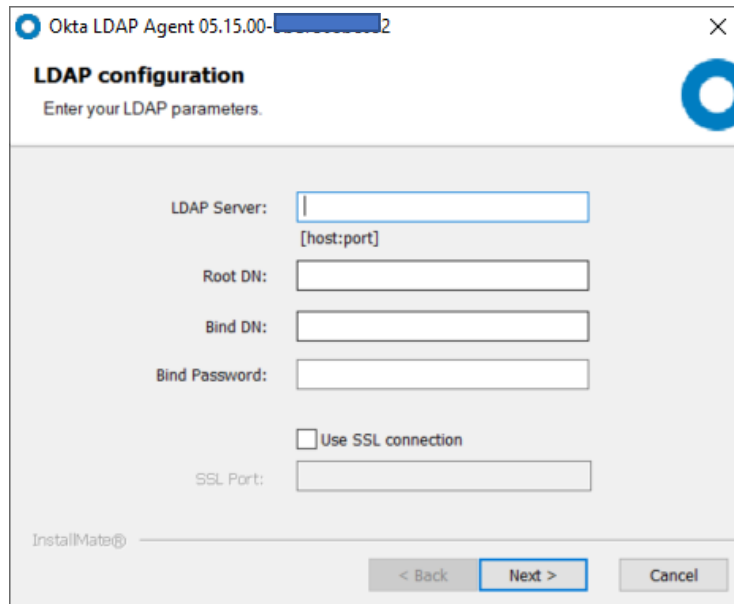 Okta LDAP Agent 05.15.00-
LDAP configuration
Enter your LDAP parameters.
LDAP Server:
[host:port]
Root DN:
Bind DN:
Bind Password:
Use SSL connection
SSL Port:
InstallMate®
< Back
Next >
Cancel